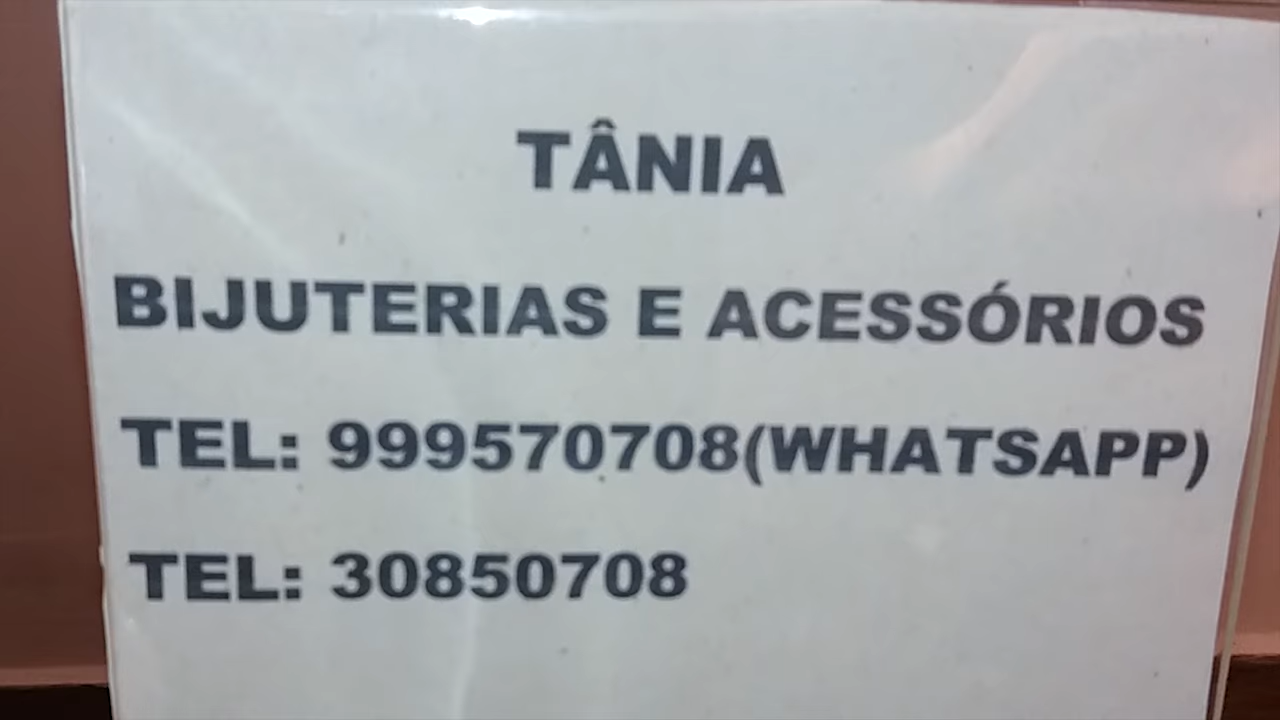 TÂNIA
BIJUTERIAS E ACESSÓRIOS
TEL: 999570708(WHATSAPP)
TEL: 30850708